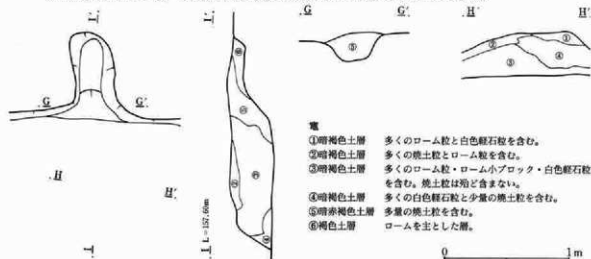 G
G'
H'
H'
⑤
①
②
③
④
G
G'
H
H'
L=157.60m
竈
①暗褐色土層 多くのローム粒と白色軽石粒を含む。
②暗褐色土層 多くの焼土粒とローム粒を含む。
③暗褐色土層 多くのローム粒・ローム小ブロック・白色軽石粒
を含む。焼土粒は殆ど含まない。
④暗褐色土層 多くの白色軽石粒と少量の焼土粒を含む。
⑤暗赤褐色土層 多量の焼土粒を含む。
⑥褐色土層 ロームを主とした層。
0 1m